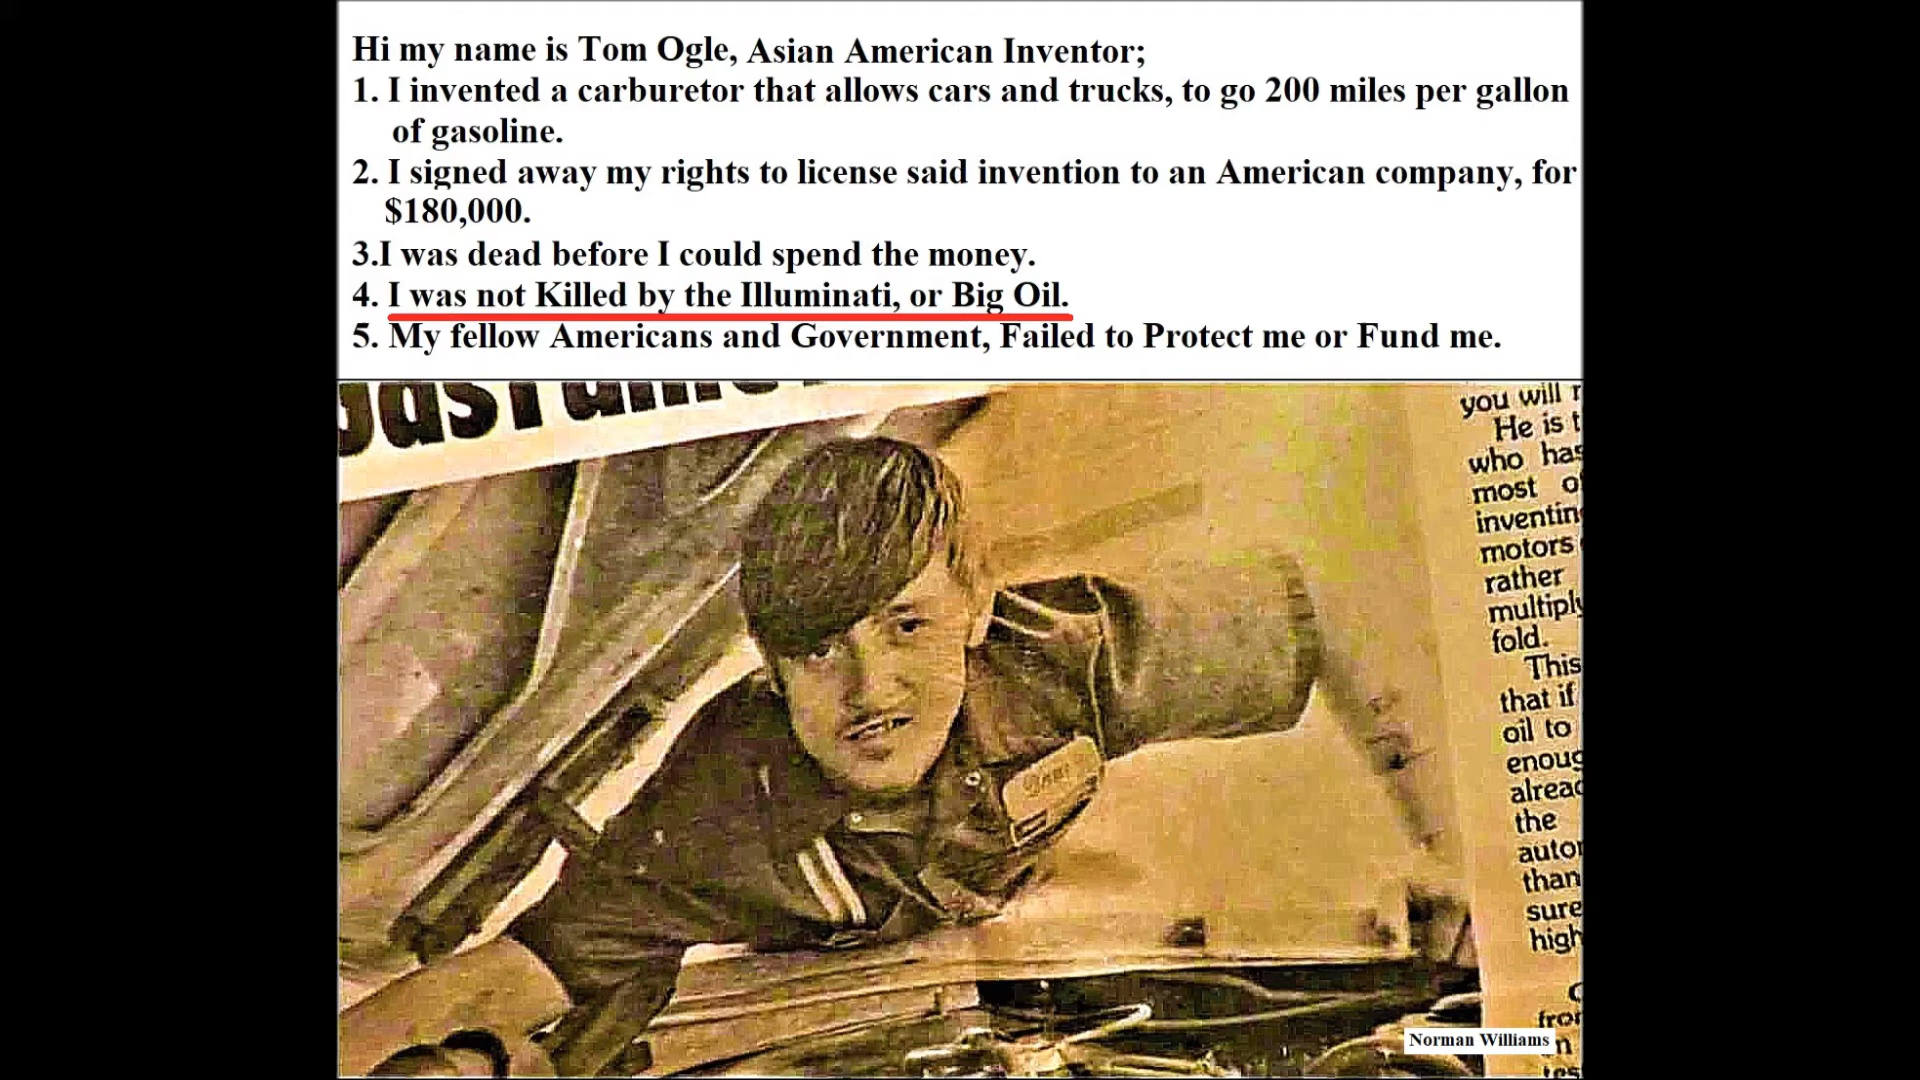 Hi my name is Tom Ogle, Asian American Inventor;
1. I invented a carburetor that allows cars and trucks, to go 200 miles per gallon
of gasoline.
2. I signed away my rights to license said invention to an American company, for
$180,000.
3.I was dead before I could spend the money.
4. I was not Killed by the Illuminati, or Big Oil.
5. My fellow Americans and Government, Failed to Protect me or Fund me.
you will
He is
who has
most
inventin
motors
rather
multiply
fold.
This
that if
oil to
enoug
alread
the
autor
than
sure
high
Norman Williams